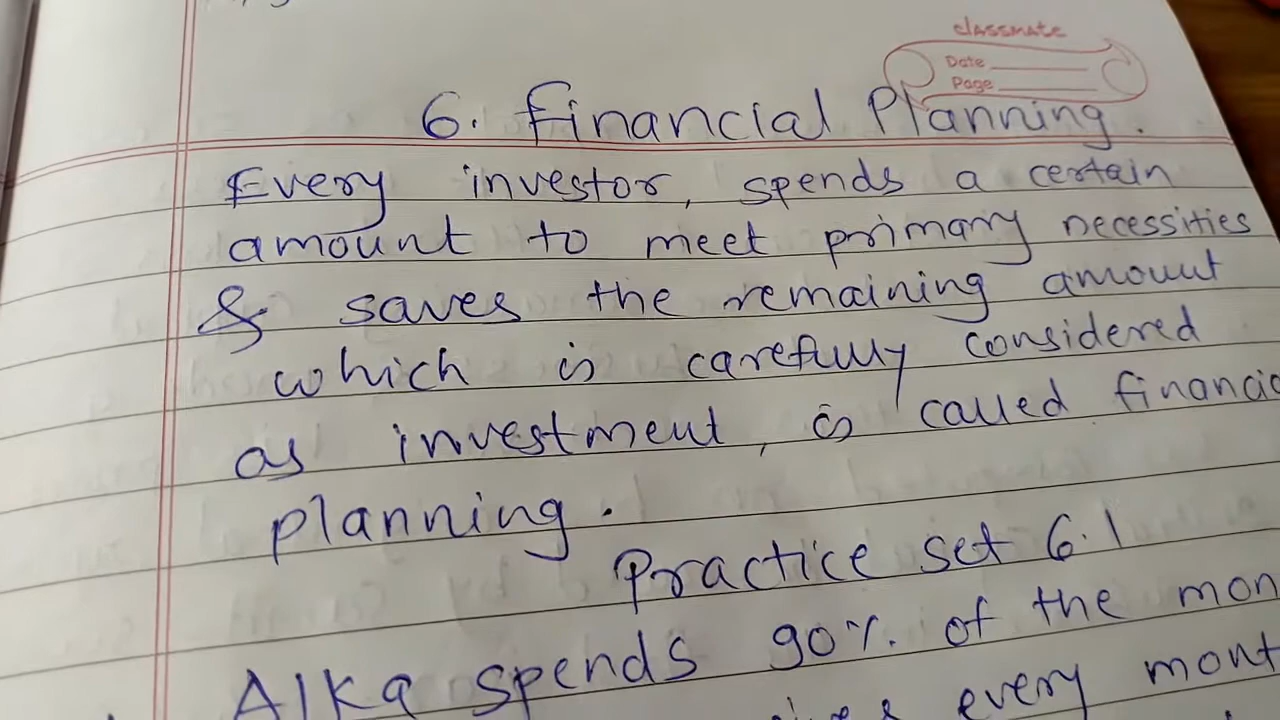 classmate
Date
Page
6. Financial Planning.
Every investor, spends a certain
amount to meet primary necessities
& saves the remaining amount
which is carefully considered
as investment, is called financia
planning.
Practice set 6.1
Alka spends 90%. of the mon
every mont